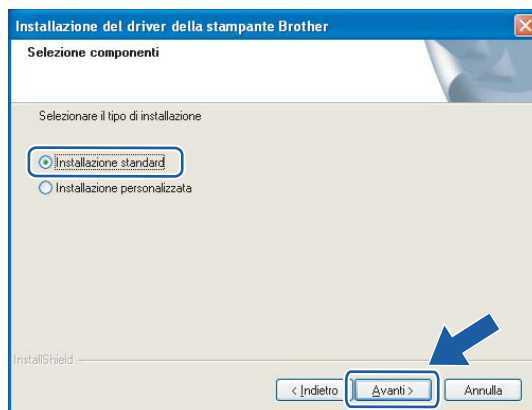 Installazione del driver della stampante Brother
Selezione componenti
Selezionare il tipo di installazione
Installazione standard
Installazione personalizzata
InstallShield
< Indietro Avanti > Annulla